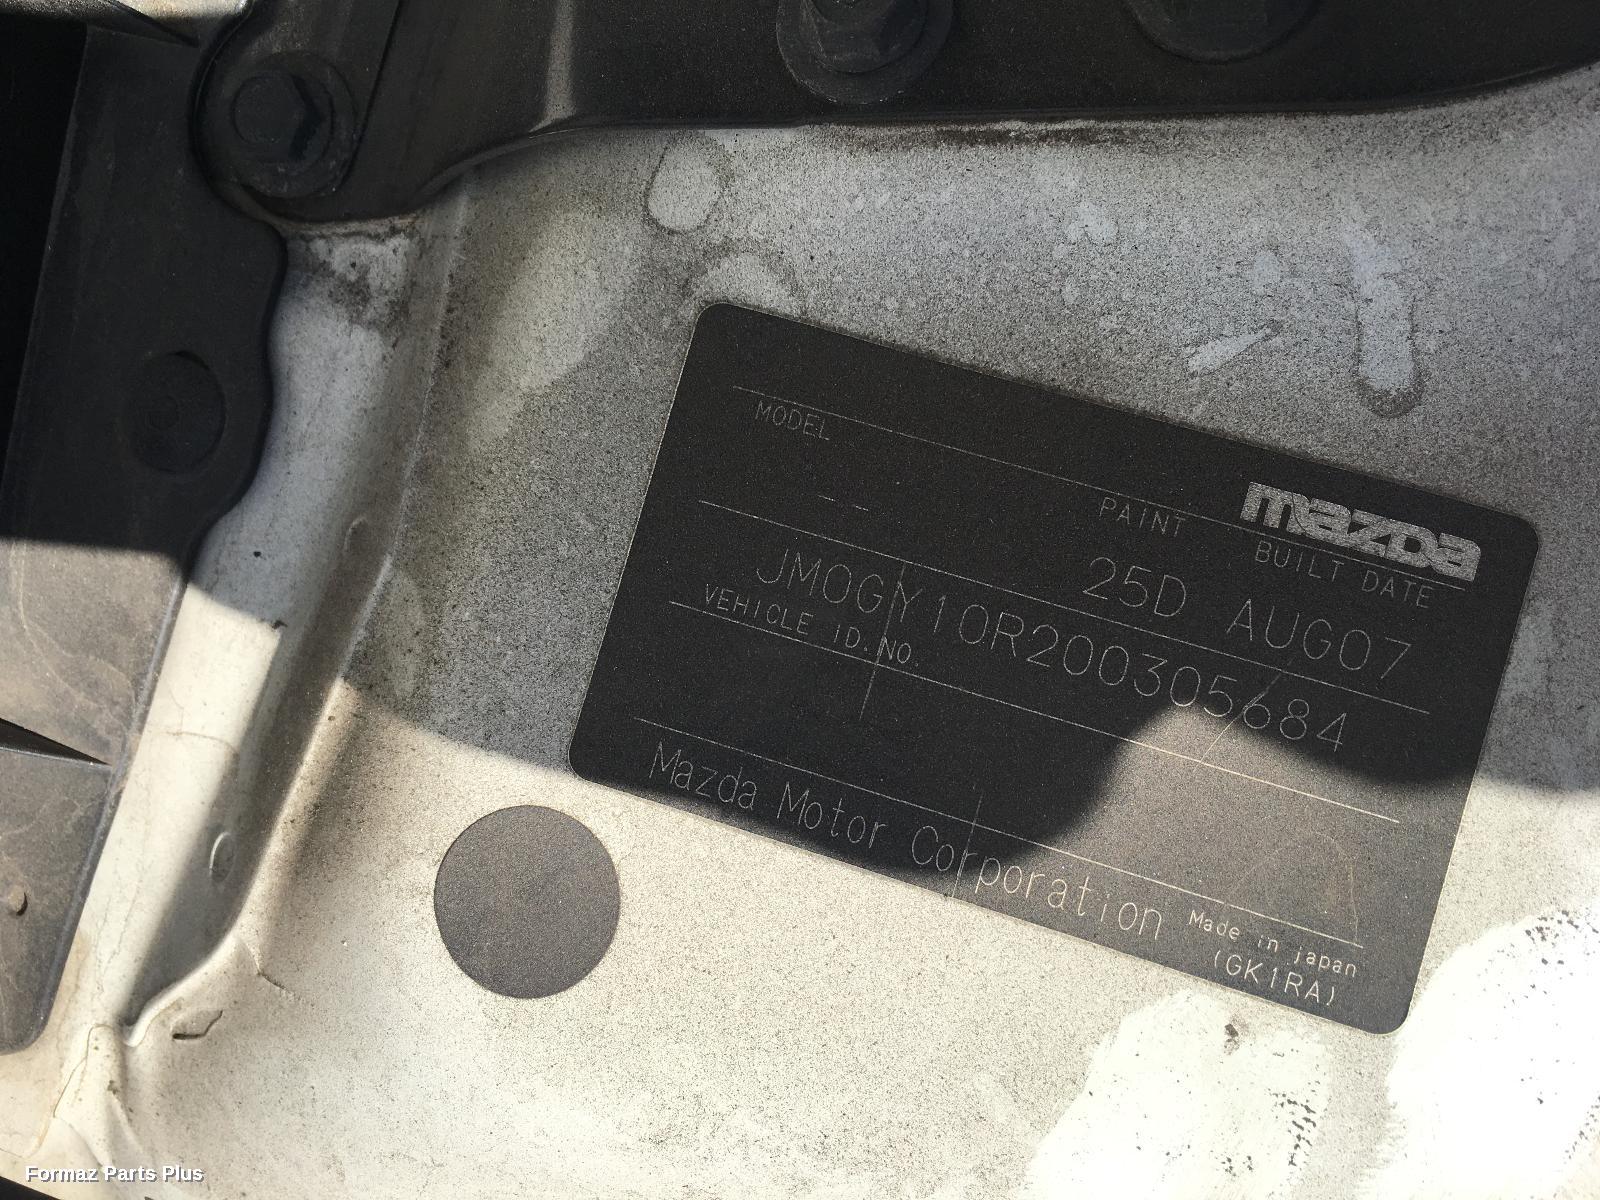 mazda
MODEL PAINT BUILT DATE
-- 25D AUG07
JM0GY10R200305684
VEHICLE ID.NO.
Mazda Motor Corporation Made in japan
(GK1RA)
Formaz Parts Plus